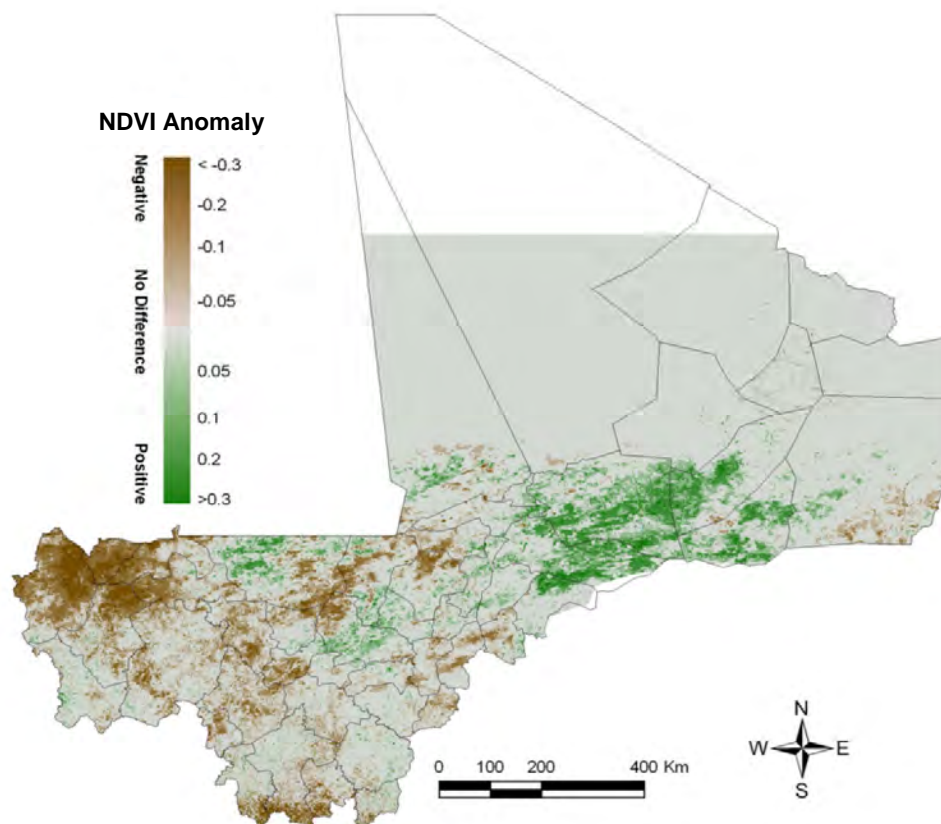 NDVI Anomaly
Negative
No Difference
Positive
< -0.3
-0.2
-0.1
-0.05
0.05
0.1
0.2
>0.3
N
W
E
S
0 100 200 400 Km